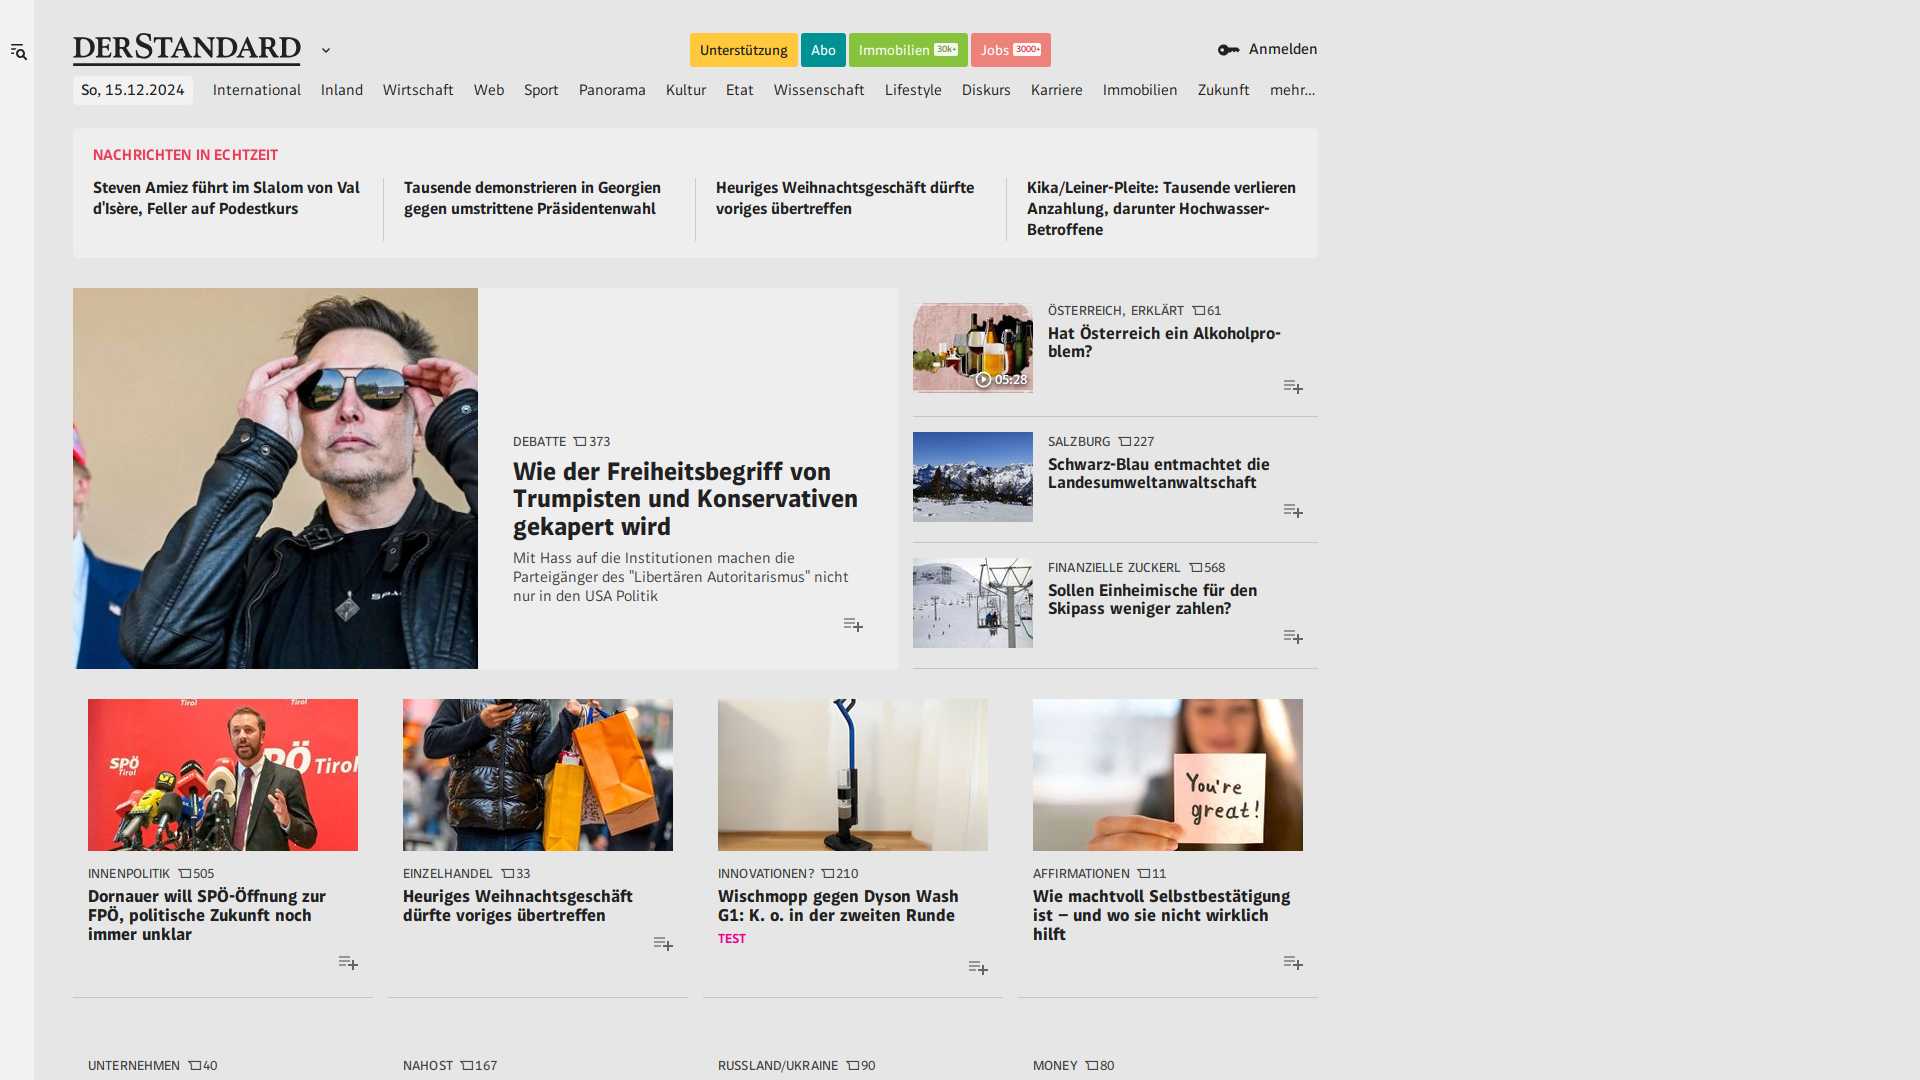 DERSTANDARD
Unterstützung
Abo
Immobilien 30k+
Jobs 3000+
Anmelden
So, 15.12.2024
International
Inland
Wirtschaft
Web
Sport
Panorama
Kultur
Etat
Wissenschaft
Lifestyle
Diskurs
Karriere
Immobilien
Zukunft
mehr...
NACHRICHTEN IN ECHTZEIT
Steven Amiez führt im Slalom von Val
d'Isère, Feller auf Podestkurs
Tausende demonstrieren in Georgien
gegen umstrittene Präsidentenwahl
Heuriges Weihnachtsgeschäft dürfte
voriges übertreffen
Kika/Leiner-Pleite: Tausende verlieren
Anzahlung, darunter Hochwasser-
Betroffene
DEBATTE 373
Wie der Freiheitsbegriff von
Trumpisten und Konservativen
gekapert wird
Mit Hass auf die Institutionen machen die
Parteigänger des "Libertären Autoritarismus" nicht
nur in den USA Politik
05:28
ÖSTERREICH, ERKLÄRT 61
Hat Österreich ein Alkoholpro-
blem?
SALZBURG 227
Schwarz-Blau entmachtet die
Landesumweltanwaltschaft
FINANZIELLE ZUCKERL 568
Sollen Einheimische für den
Skipass weniger zahlen?
Tirol
Tirol
SPÖ
Tirol
PÖ
Tirol
INNENPOLITIK 505
Dornauer will SPÖ-Öffnung zur
FPÖ, politische Zukunft noch
immer unklar
EINZELHANDEL 33
Heuriges Weihnachtsgeschäft
dürfte voriges übertreffen
INNOVATIONEN? 210
Wischmopp gegen Dyson Wash
G1: K. o. in der zweiten Runde
TEST
You're
great!
AFFIRMATIONEN 11
Wie machtvoll Selbstbestätigung
ist – und wo sie nicht wirklich
hilft
UNTERNEHMEN 40
NAHOST 167
RUSSLAND/UKRAINE 90
MONEY 80